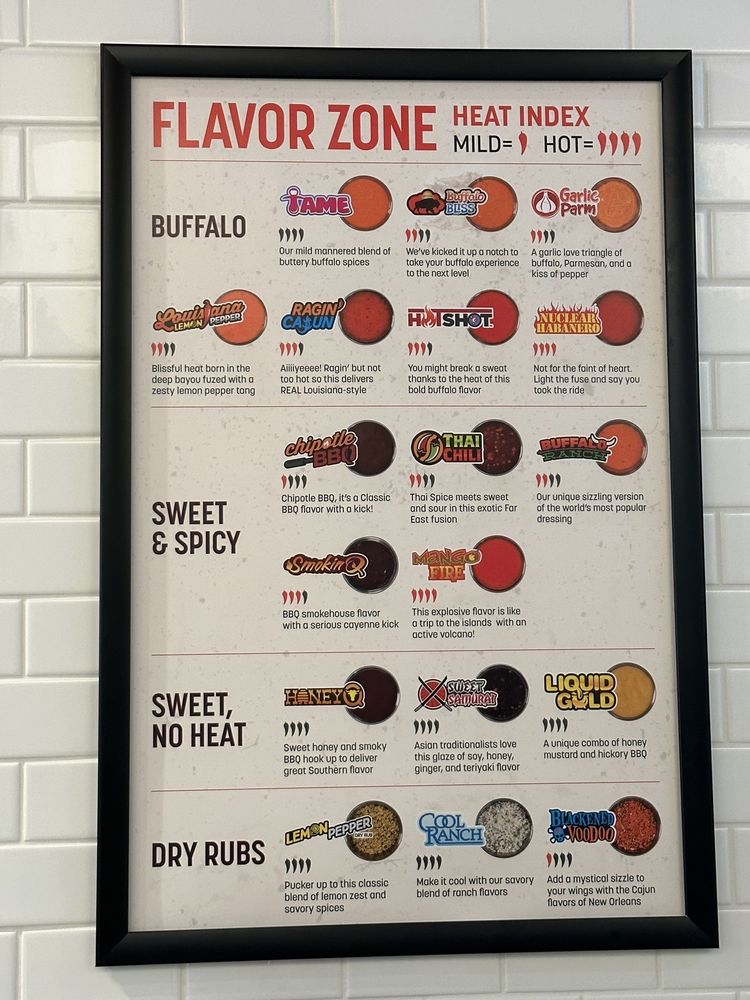 FLAVOR ZONE
HEAT INDEX
MILD= HOT=
BUFFALO
TAME
Our mild mannered blend of
buttery buffalo spices
Buffalo
BLISS
We've kicked it up a notch to
take your buffalo experience
to the next level
Garlic
Parm
A garlic love triangle of
buffalo, Parmesan, and a
kiss of pepper
Louisiana
LEMON PEPPER
Blissful heat born in the
deep bayou fuzed with a
zesty lemon pepper tang
RAGIN'
CAJUN
Aiiiyeeee! Ragin' but not
too hot so this delivers
REAL Louisiana-style
HOTSHOT.
You might break a sweat
thanks to the heat of this
bold buffalo flavor
NUCLEAR
HABANERO
Not for the faint of heart.
Light the fuse and say you
took the ride
SWEET
& SPICY
chipotle
BBQ
Chipotle BBQ, it's a Classic
BBQ flavor with a kick!
THAI
CHILI
Thai Spice meets sweet
and sour in this exotic Far
East fusion
BUFFALO
RANCH
Our unique sizzling version
of the world's most popular
dressing
Smokin Q
BBQ smokehouse flavor
with a serious cayenne kick
MANGO
FIRE
This explosive flavor is like
a trip to the islands with an
active volcano!
SWEET,
NO HEAT
HONEY Q
Sweet honey and smoky
BBQ hook up to deliver
great Southern flavor
SWEET
SAMURAI
Asian traditionalists love
this glaze of soy, honey,
ginger, and teriyaki flavor
LIQUID
GOLD
A unique combo of honey
mustard and hickory BBQ
DRY RUBS
LEMON PEPPER
DRY RUB
Pucker up to this classic
blend of lemon zest and
savory spices
COOL
RANCH
Make it cool with our savory
blend of ranch flavors
BLACKENED
VOODOO
Add a mystical sizzle to
your wings with the Cajun
flavors of New Orleans